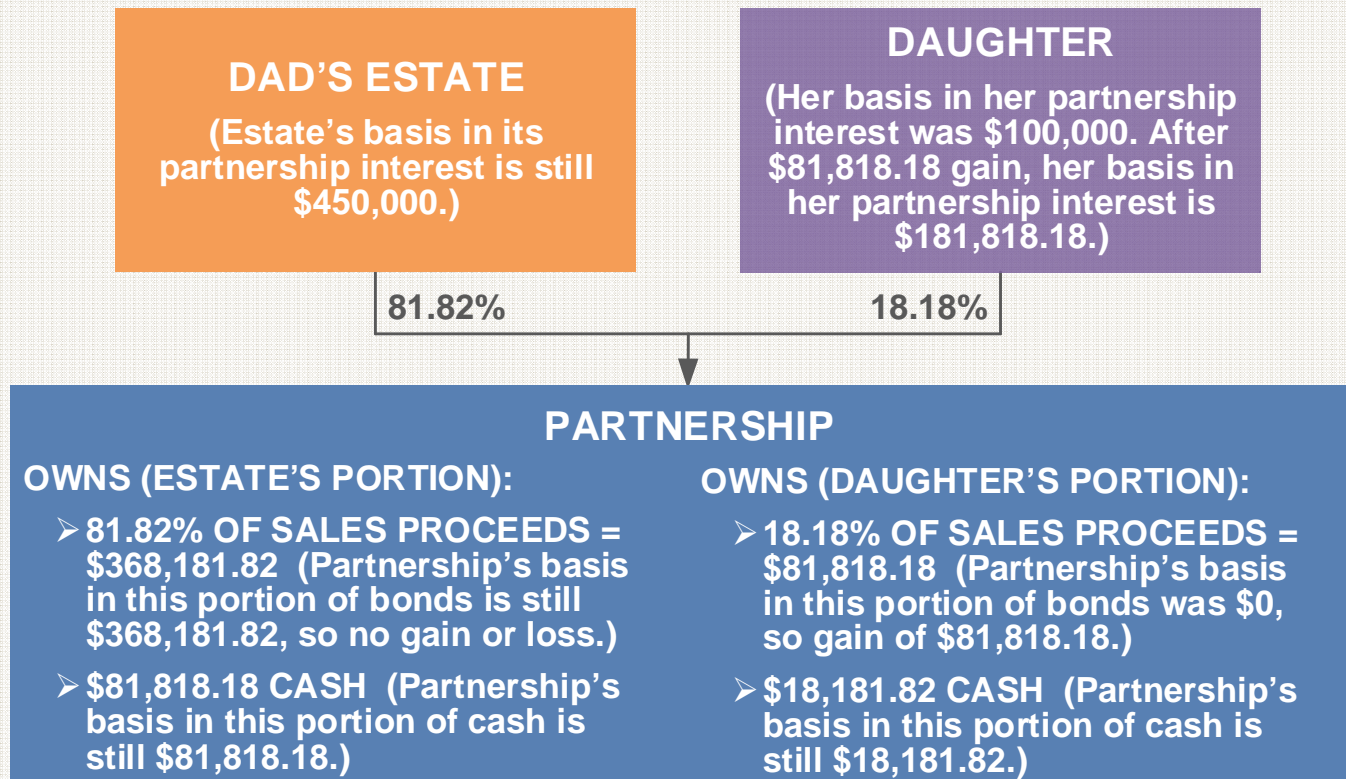 DAD'S ESTATE
(Estate's basis in its
partnership interest is still
$450,000.)
DAUGHTER
(Her basis in her partnership
interest was $100,000. After
$81,818.18 gain, her basis in
her partnership interest is
$181,818.18.)
81.82%
18.18%
PARTNERSHIP
OWNS (ESTATE'S PORTION):
➢ 81.82% OF SALES PROCEEDS =
$368,181.82 (Partnership's basis
in this portion of bonds is still
$368,181.82, so no gain or loss.)
➢ $81,818.18 CASH (Partnership's
basis in this portion of cash is
still $81,818.18.)
OWNS (DAUGHTER'S PORTION):
➢ 18.18% OF SALES PROCEEDS =
$81,818.18 (Partnership's basis
in this portion of bonds was $0,
so gain of $81,818.18.)
➢ $18,181.82 CASH (Partnership's
basis in this portion of cash is
still $18,181.82.)